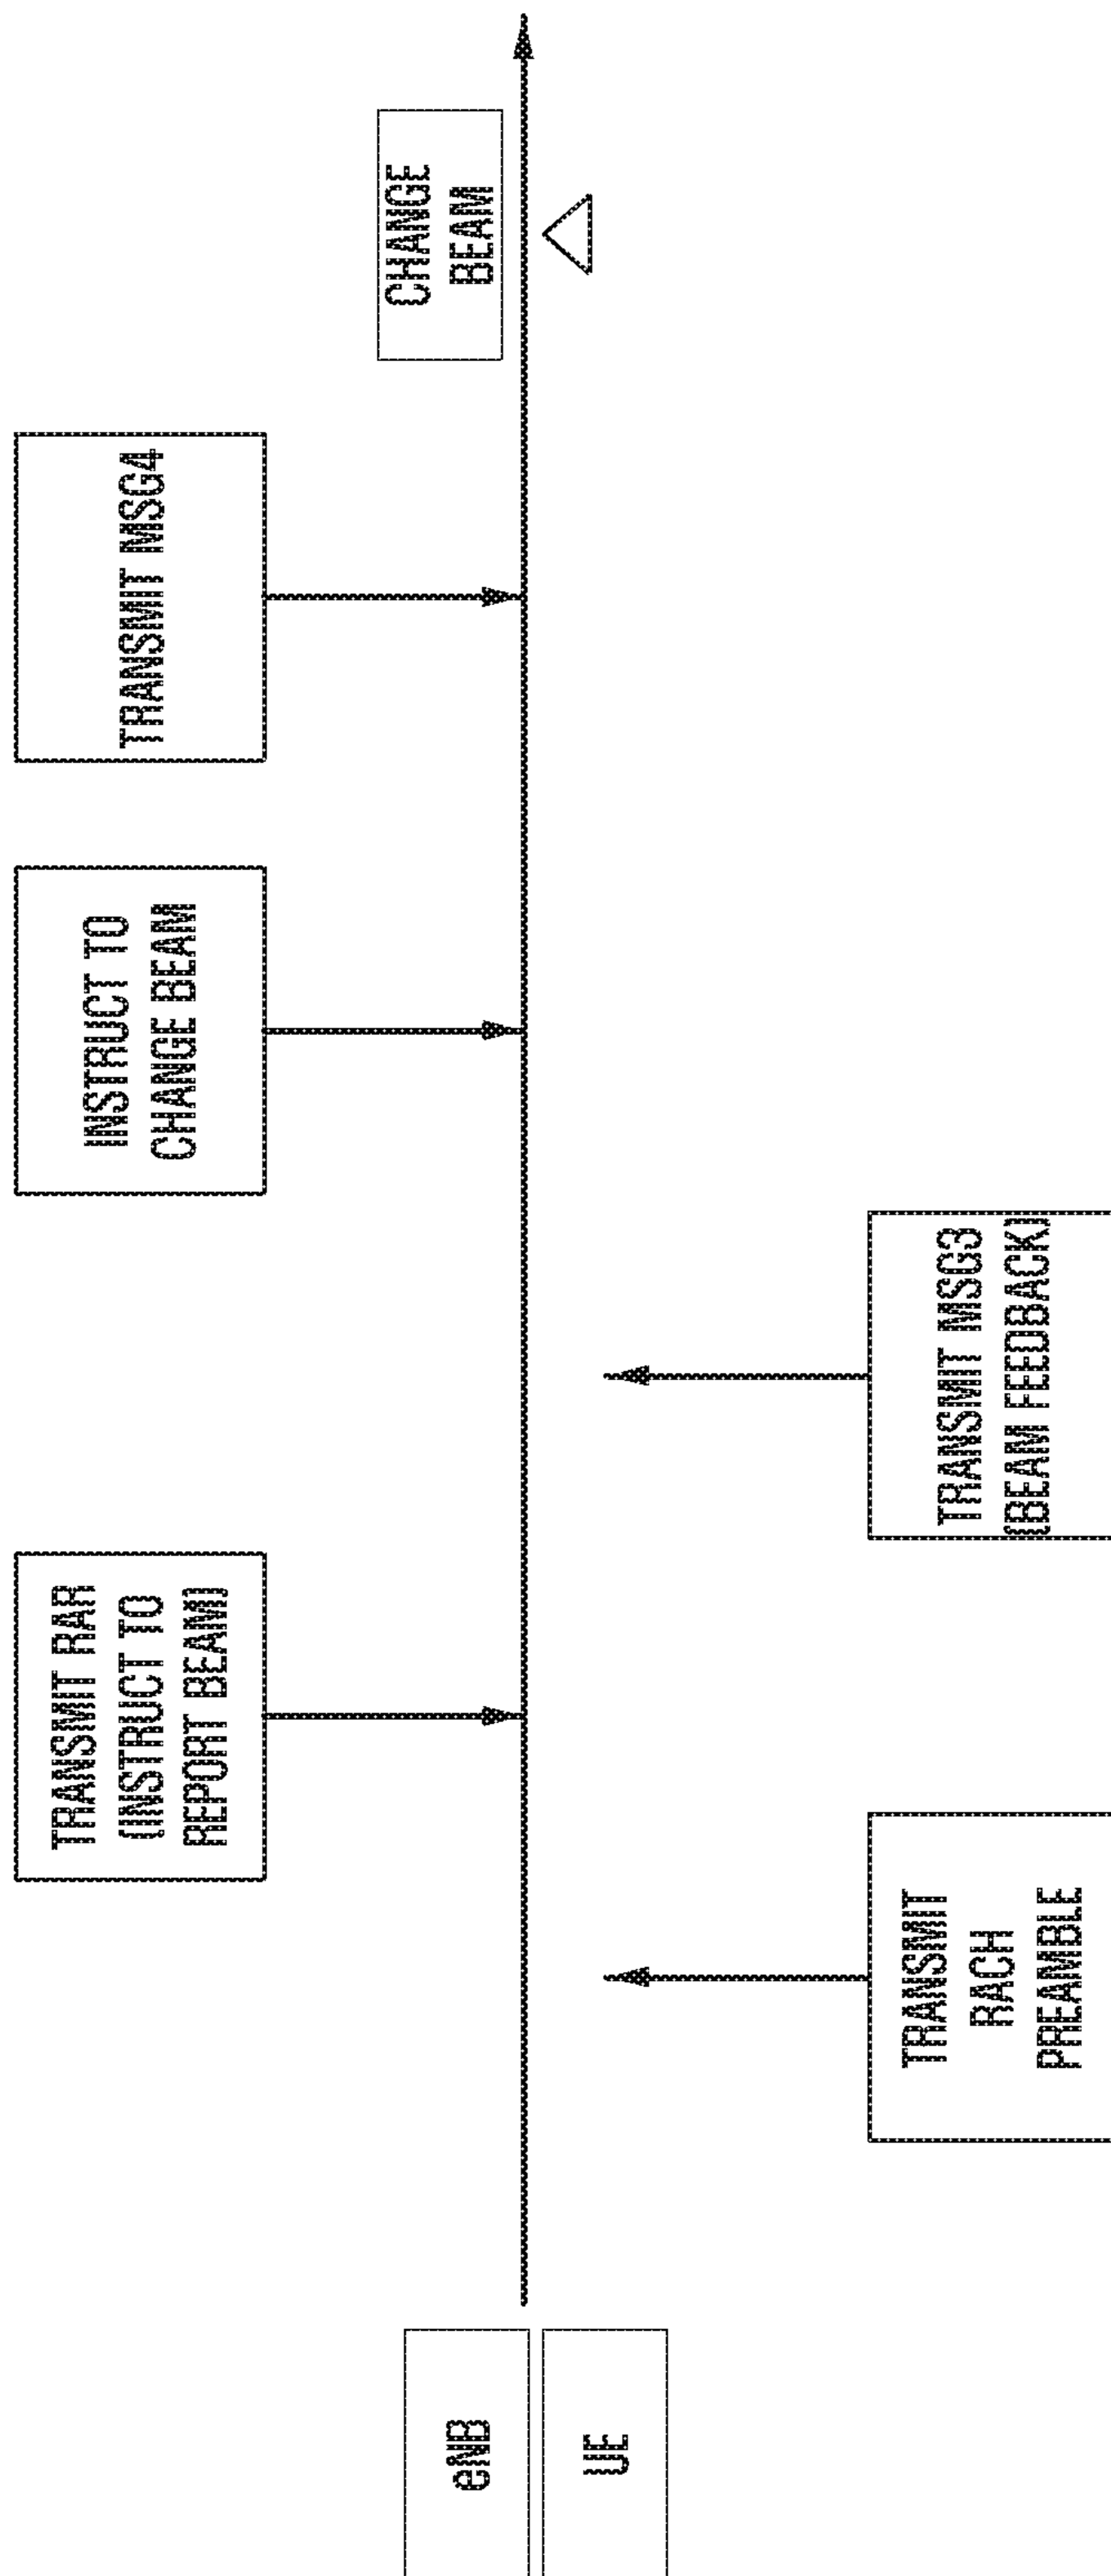 eNB
UE
TRANSMIT
RACH
PREAMBLE
TRANSMIT RAR
(INSTRUCT TO
REPORT BEAM)
TRANSMIT MSG3
(BEAM FEEDBACK)
INSTRUCT TO
CHANGE BEAM
TRANSMIT MSG4
CHANGE
BEAM